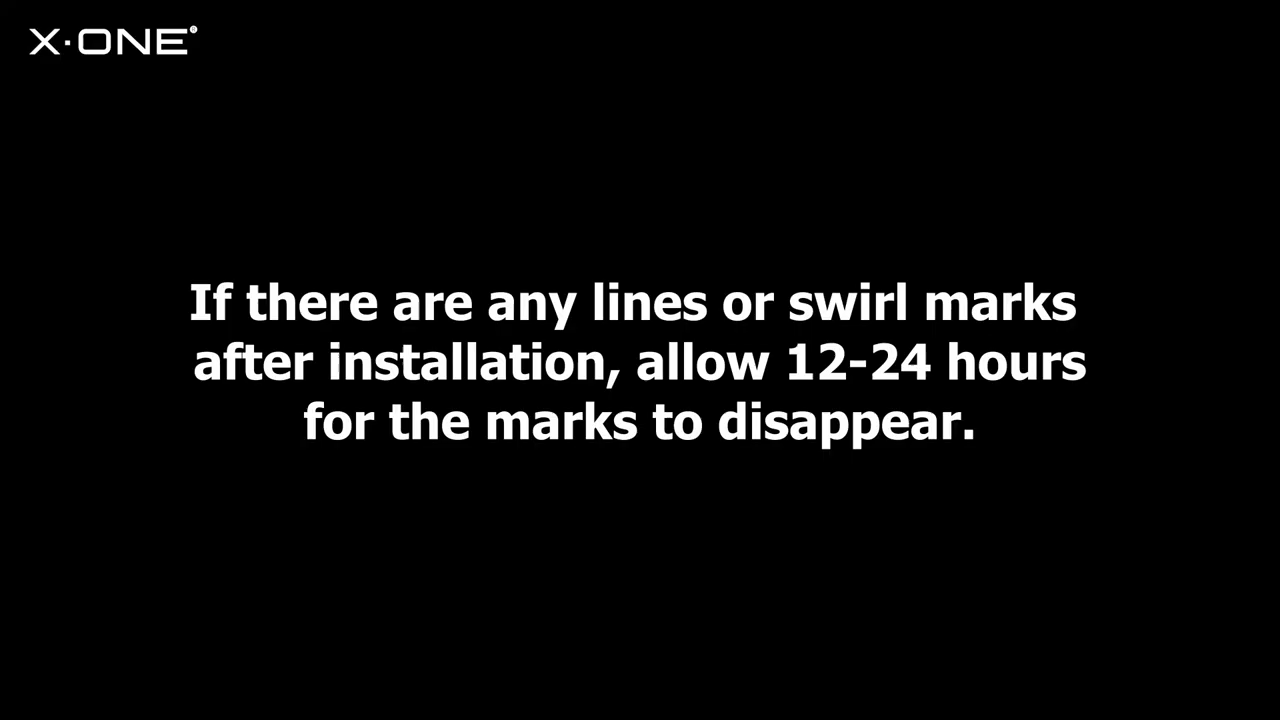 X·ONE®
If there are any lines or swirl marks
after installation, allow 12-24 hours
for the marks to disappear.